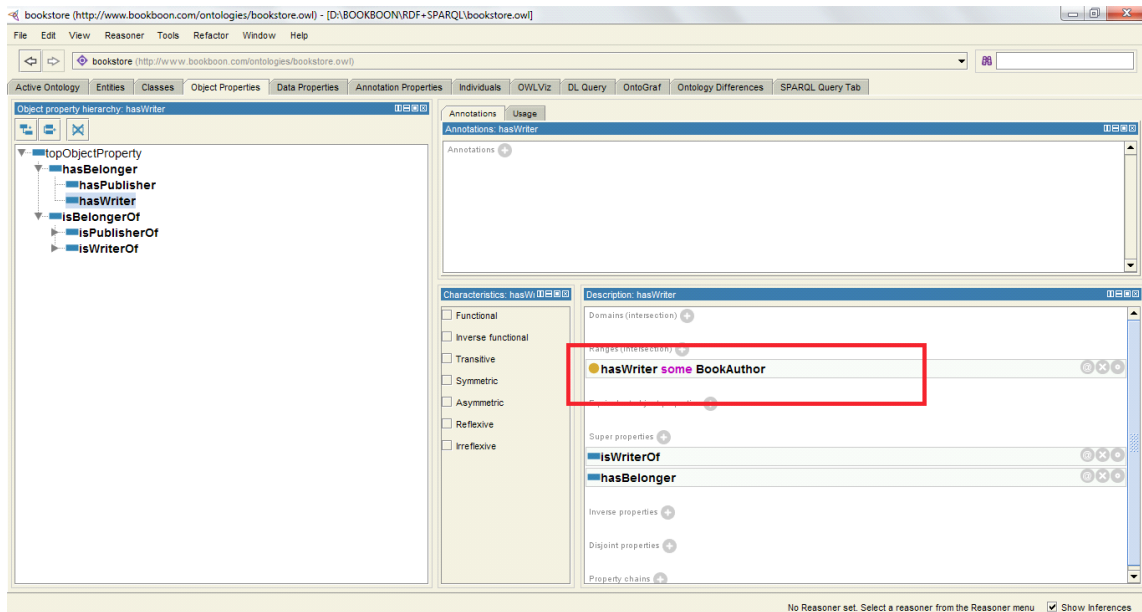 bookstore (http://www.bookboon.com/ontologies/bookstore.owl) - [D:\BOOKBOON\RDF+SPARQL\bookstore.owl]
File Edit View Reasoner Tools Refactor Window Help
bookstore (http://www.bookboon.com/ontologies/bookstore.owl)
Active Ontology Entities Classes Object Properties Data Properties Annotation Properties Individuals OWLViz DL Query OntoGraf Ontology Differences SPARQL Query Tab
Object property hierarchy: hasWriter
topObjectProperty
hasBelonger
hasPublisher
hasWriter
isBelongerOf
isPublisherOf
isWriterOf
Annotations Usage
Annotations: hasWriter
Annotations
Characteristics: hasWri
Functional
Inverse functional
Transitive
Symmetric
Asymmetric
Reflexive
Irreflexive
Description: hasWriter
Domains (intersection)
Ranges (intersection)
hasWriter some BookAuthor
Super properties
isWriterOf
hasBelonger
Inverse properties
Disjoint properties
Property chains
No Reasoner set. Select a reasoner from the Reasoner menu Show Inferences